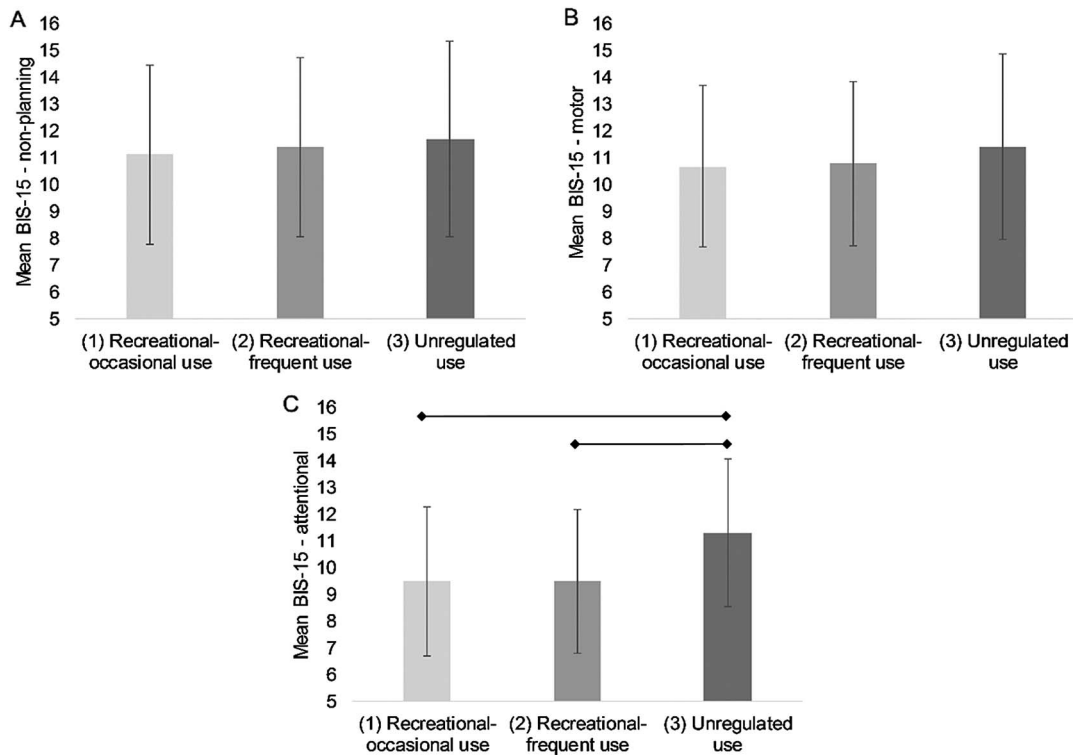 A
Mean BIS-15 - non-planning
16
15
14
13
12
11
10
9
8
7
6
5
(1) Recreational-
occasional use
(2) Recreational-
frequent use
(3) Unregulated
use
B
Mean BIS-15 - motor
16
15
14
13
12
11
10
9
8
7
6
5
(1) Recreational-
occasional use
(2) Recreational-
frequent use
(3) Unregulated
use
C
Mean BIS-15 - attentional
16
15
14
13
12
11
10
9
8
7
6
5
(1) Recreational-
occasional use
(2) Recreational-
frequent use
(3) Unregulated
use